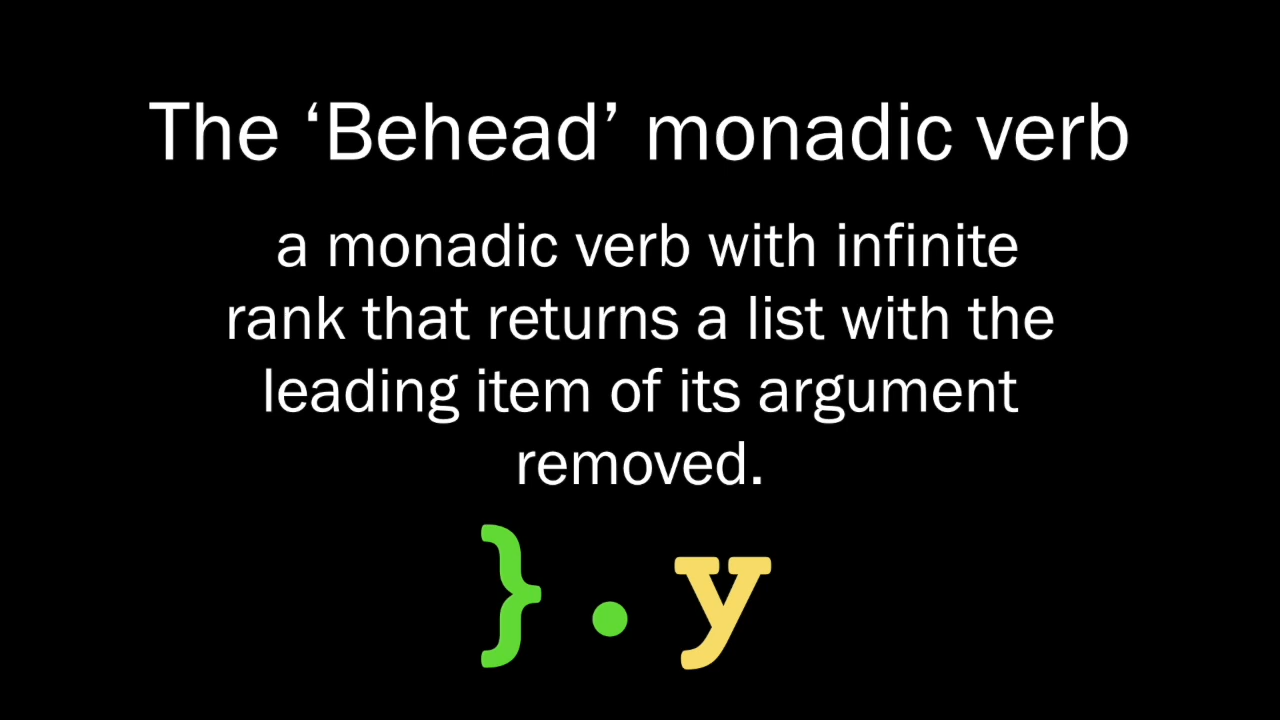 The ‘Behead’ monadic verb
a monadic verb with infinite
rank that returns a list with the
leading item of its argument
removed.
}. y